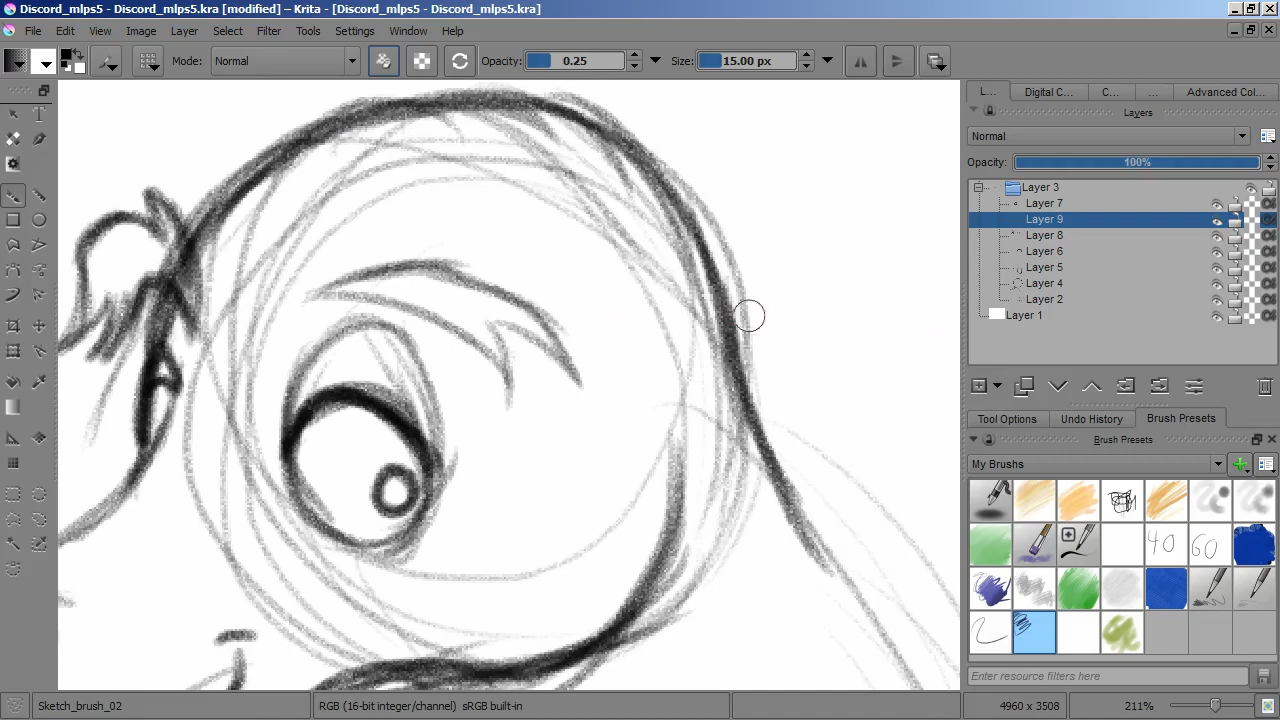 Discord_mlps5 - Discord_mlps5.kra [modified] – Krita - [Discord_mlps5 - Discord_mlps5.kra]
File Edit View Image Layer Select Filter Tools Settings Window Help
Mode: Normal Opacity: 0.25 Size: 15.00 px
L... Digital C... C... ... Advanced Col...
Layers
Normal
Opacity: 100%
Layer 3
Layer 7
Layer 9
Layer 8
Layer 6
Layer 5
Layer 4
Layer 2
Layer 1
Tool Options Undo History Brush Presets
Brush Presets
My Brushes
40 60
Enter resource filters here
Sketch_brush_02 RGB (16-bit integer/channel) sRGB built-in 4960 x 3508 211%